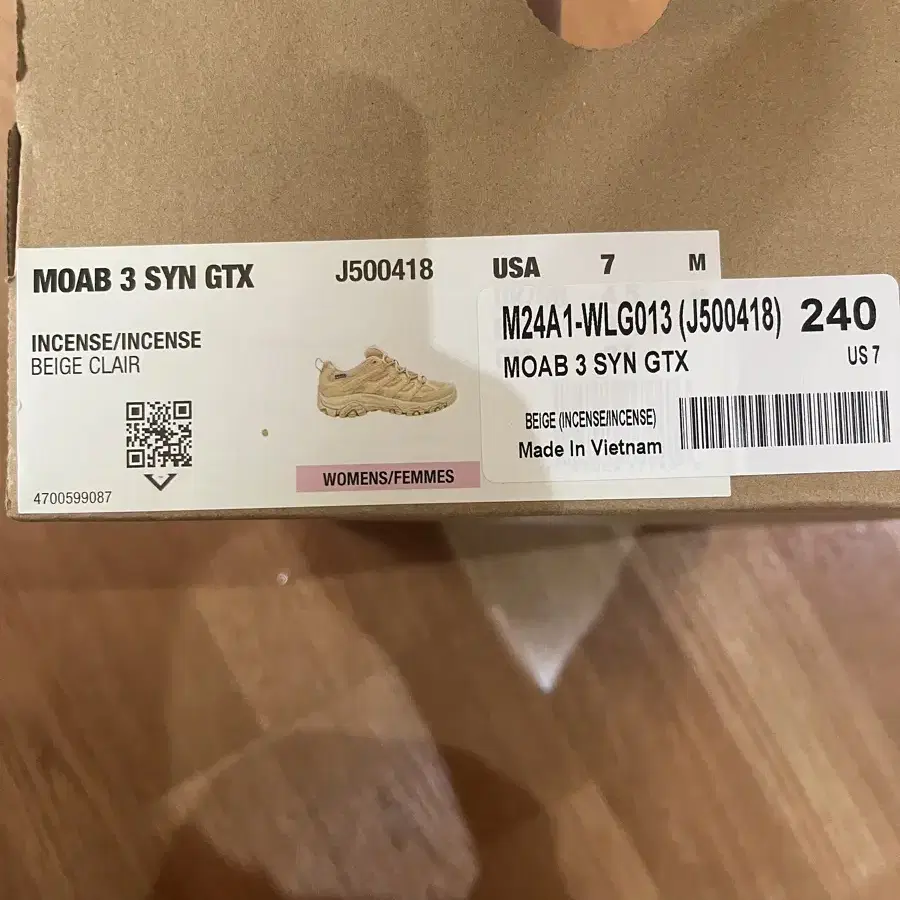 MOAB 3 SYN GTX
J500418
USA 7 M
INCENSE/INCENSE
BEIGE CLAIR
4700599087
WOMENS/FEMMES
M24A1-WLG013 (J500418) 240
MOAB 3 SYN GTX US 7
BEIGE (INCENSE/INCENSE)
Made In Vietnam